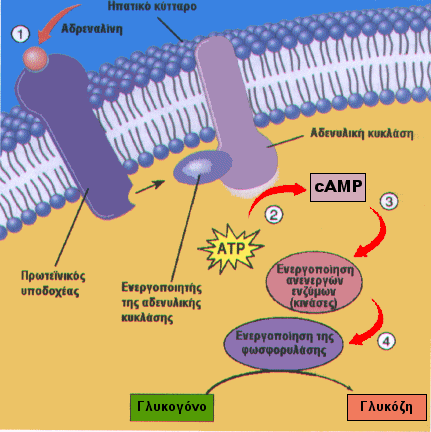 Ηπατικό κύτταρο
1
Αδρεναλίνη
Αδενυλική κυκλάση
cAMP
2
3
ATP
Πρωτεϊνικός
υποδοχέας
Ενεργοποιητής
της αδενυλικής
κυκλάσης
Ενεργοποίηση
ανενεργών
ενζύμων
(κινάσες)
4
Ενεργοποίηση της
φωσφορυλάσης
Γλυκογόνο
Γλυκόζη